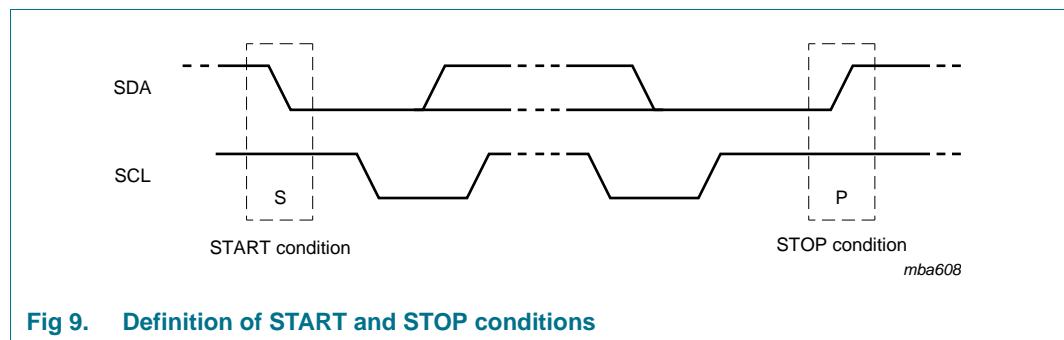 SDA
SCL
S
P
START condition
STOP condition
mba608
Fig 9. Definition of START and STOP conditions